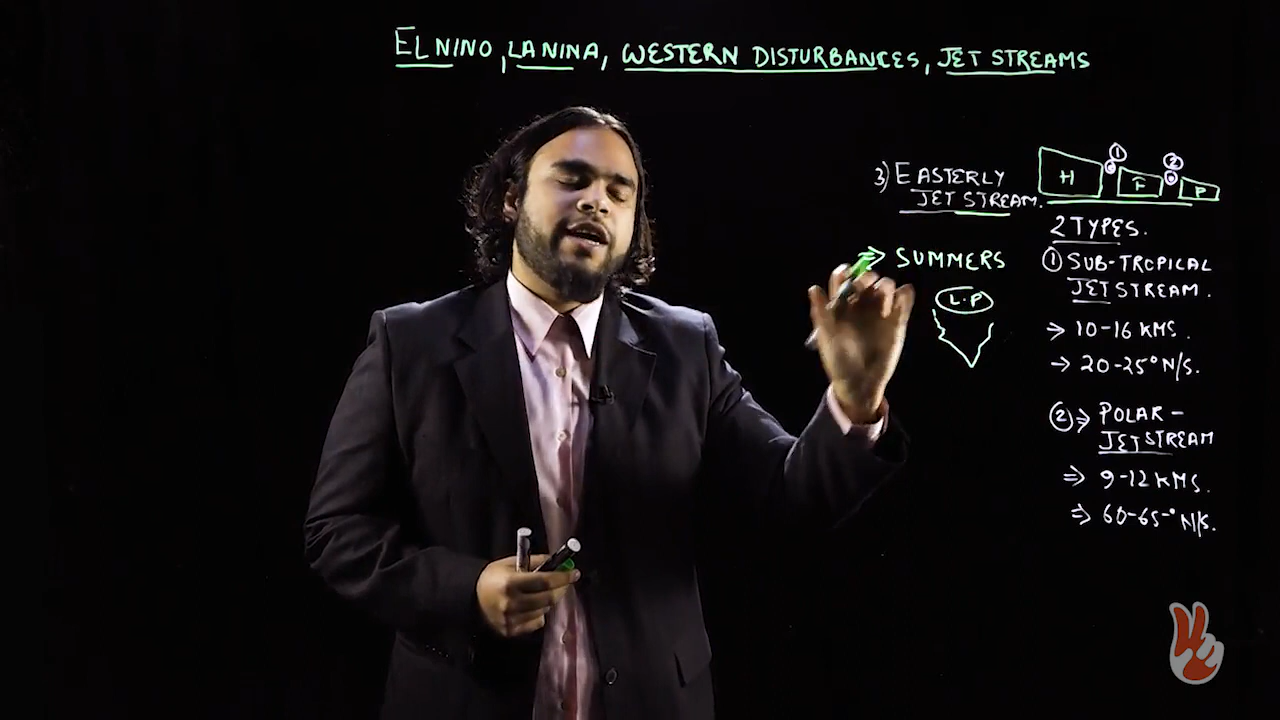 EL NINO, LA NINA, WESTERN DISTURBANCES, JET STREAMS
3) EASTERLY
JET STREAM.
⇒ SUMMERS
L.P
1 2
H F P
2 TYPES.
① SUB-TROPICAL
JET STREAM.
→ 10-16 KMS.
→ 20-25° N/S.
② ⇒ POLAR-
JETSTREAM
⇒ 9-12 KMS.
⇒ 60-65-° N/S.